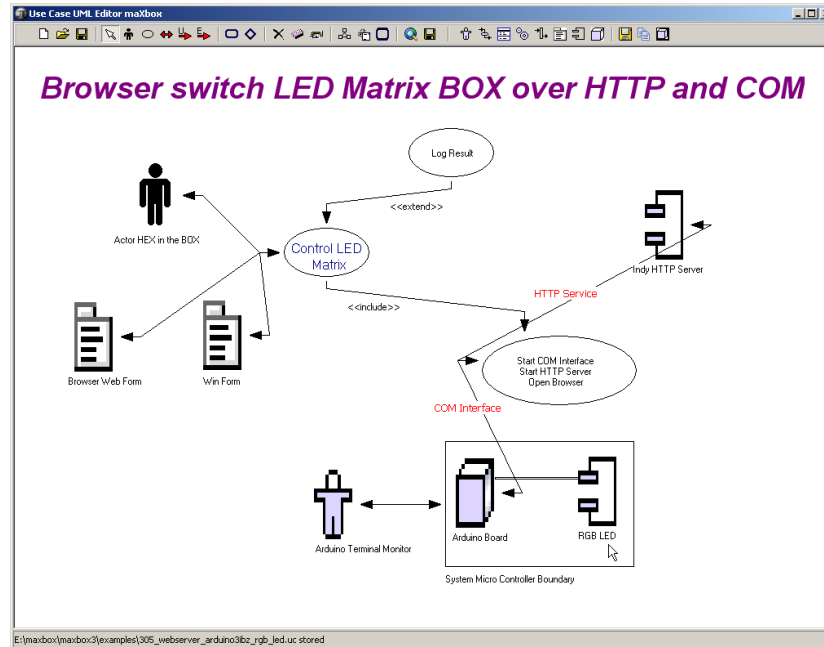 Use Case UML Editor maXbox
Browser switch LED Matrix BOX over HTTP and COM
Log Result
<<extend>>
Actor HEX in the BOX
Control LED
Matrix
Indy HTTP Server
HTTP Service
<<include>>
Start COM Interface
Start HTTP Server
Open Browser
Browser Web Form
Win Form
COM Interface
Arduino Terminal Monitor
Arduino Board
RGB LED
System Micro Controller Boundary
E:\maxbox\maxbox3\examples\305_webserver_arduino3ibz_rgb_led.uc stored